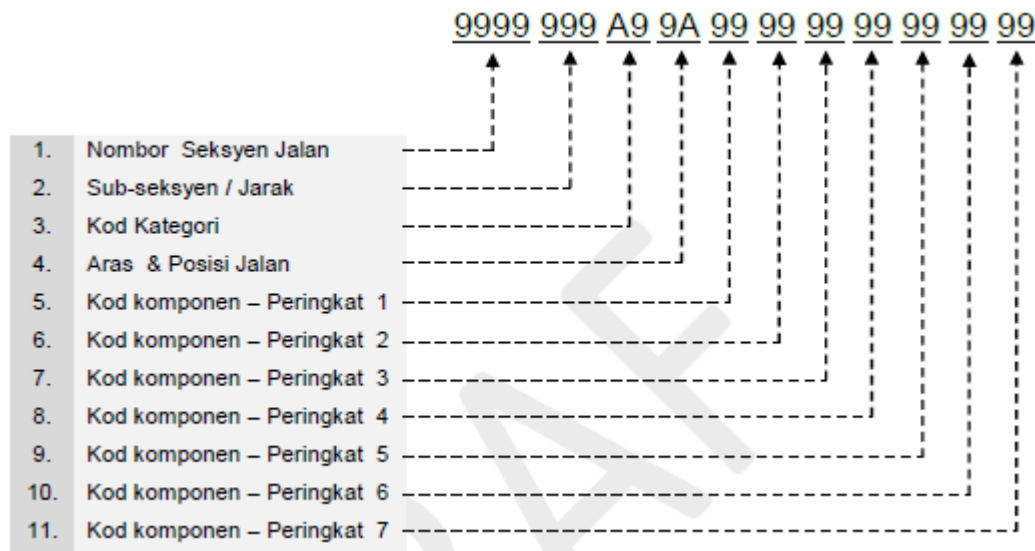 9999 999 A9 9A 99 99 99 99 99 99 99
1. Nombor Seksyen Jalan
2. Sub-seksyen / Jarak
3. Kod Kategori
4. Aras & Posisi Jalan
5. Kod komponen – Peringkat 1
6. Kod komponen – Peringkat 2
7. Kod komponen – Peringkat 3
8. Kod komponen – Peringkat 4
9. Kod komponen – Peringkat 5
10. Kod komponen – Peringkat 6
11. Kod komponen – Peringkat 7